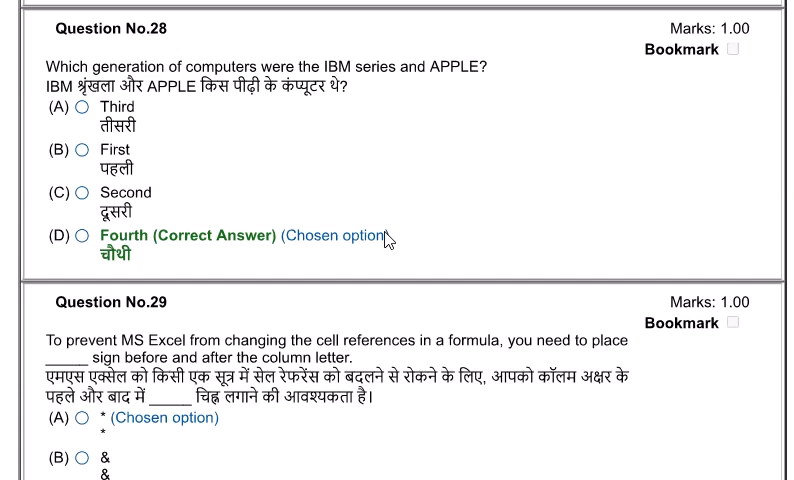 Question No.28
Marks: 1.00
Bookmark
Which generation of computers were the IBM series and APPLE?
IBM श्रृंखला और APPLE किस पीढ़ी के कंप्यूटर थे?
(A) Third
तीसरी
(B) First
पहली
(C) Second
दूसरी
(D) Fourth (Correct Answer) (Chosen option
चौथी
Question No.29
Marks: 1.00
Bookmark
To prevent MS Excel from changing the cell references in a formula, you need to place
_____ sign before and after the column letter.
एमएस एक्सेल को किसी एक सूत्र में सेल रेफरेंस को बदलने से रोकने के लिए, आपको कॉलम अक्षर के
पहले और बाद में _____ चिह्न लगाने की आवश्यकता है।
(A) * (Chosen option)
*
(B) &
&